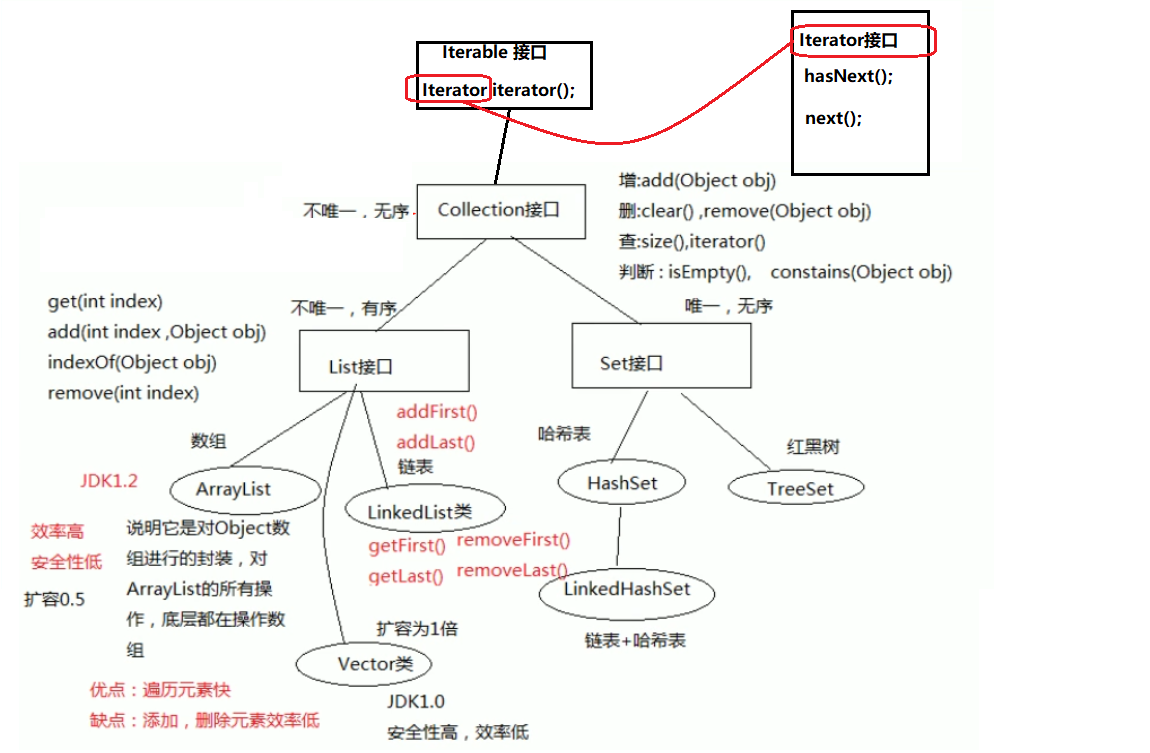 Iterable 接口
Iterator iterator();
Iterator接口
hasNext();
next();
不唯一，无序
Collection接口
增:add(Object obj)
删:clear() ,remove(Object obj)
查:size(),iterator()
判断 : isEmpty(), constains(Object obj)
get(int index)
add(int index ,Object obj)
indexOf(Object obj)
remove(int index)
不唯一，有序
List接口
唯一，无序
Set接口
数组
JDK1.2
ArrayList
效率高
安全性低
扩容0.5
说明它是对Object数
组进行的封装，对
ArrayList的所有操
作，底层都在操作数
组
优点：遍历元素快
缺点：添加，删除元素效率低
addFirst()
addLast()
链表
LinkedList类
getFirst() removeFirst()
getLast() removeLast()
扩容为1倍
Vector类
JDK1.0
安全性高，效率低
哈希表
HashSet
红黑树
TreeSet
LinkedHashSet
链表+哈希表